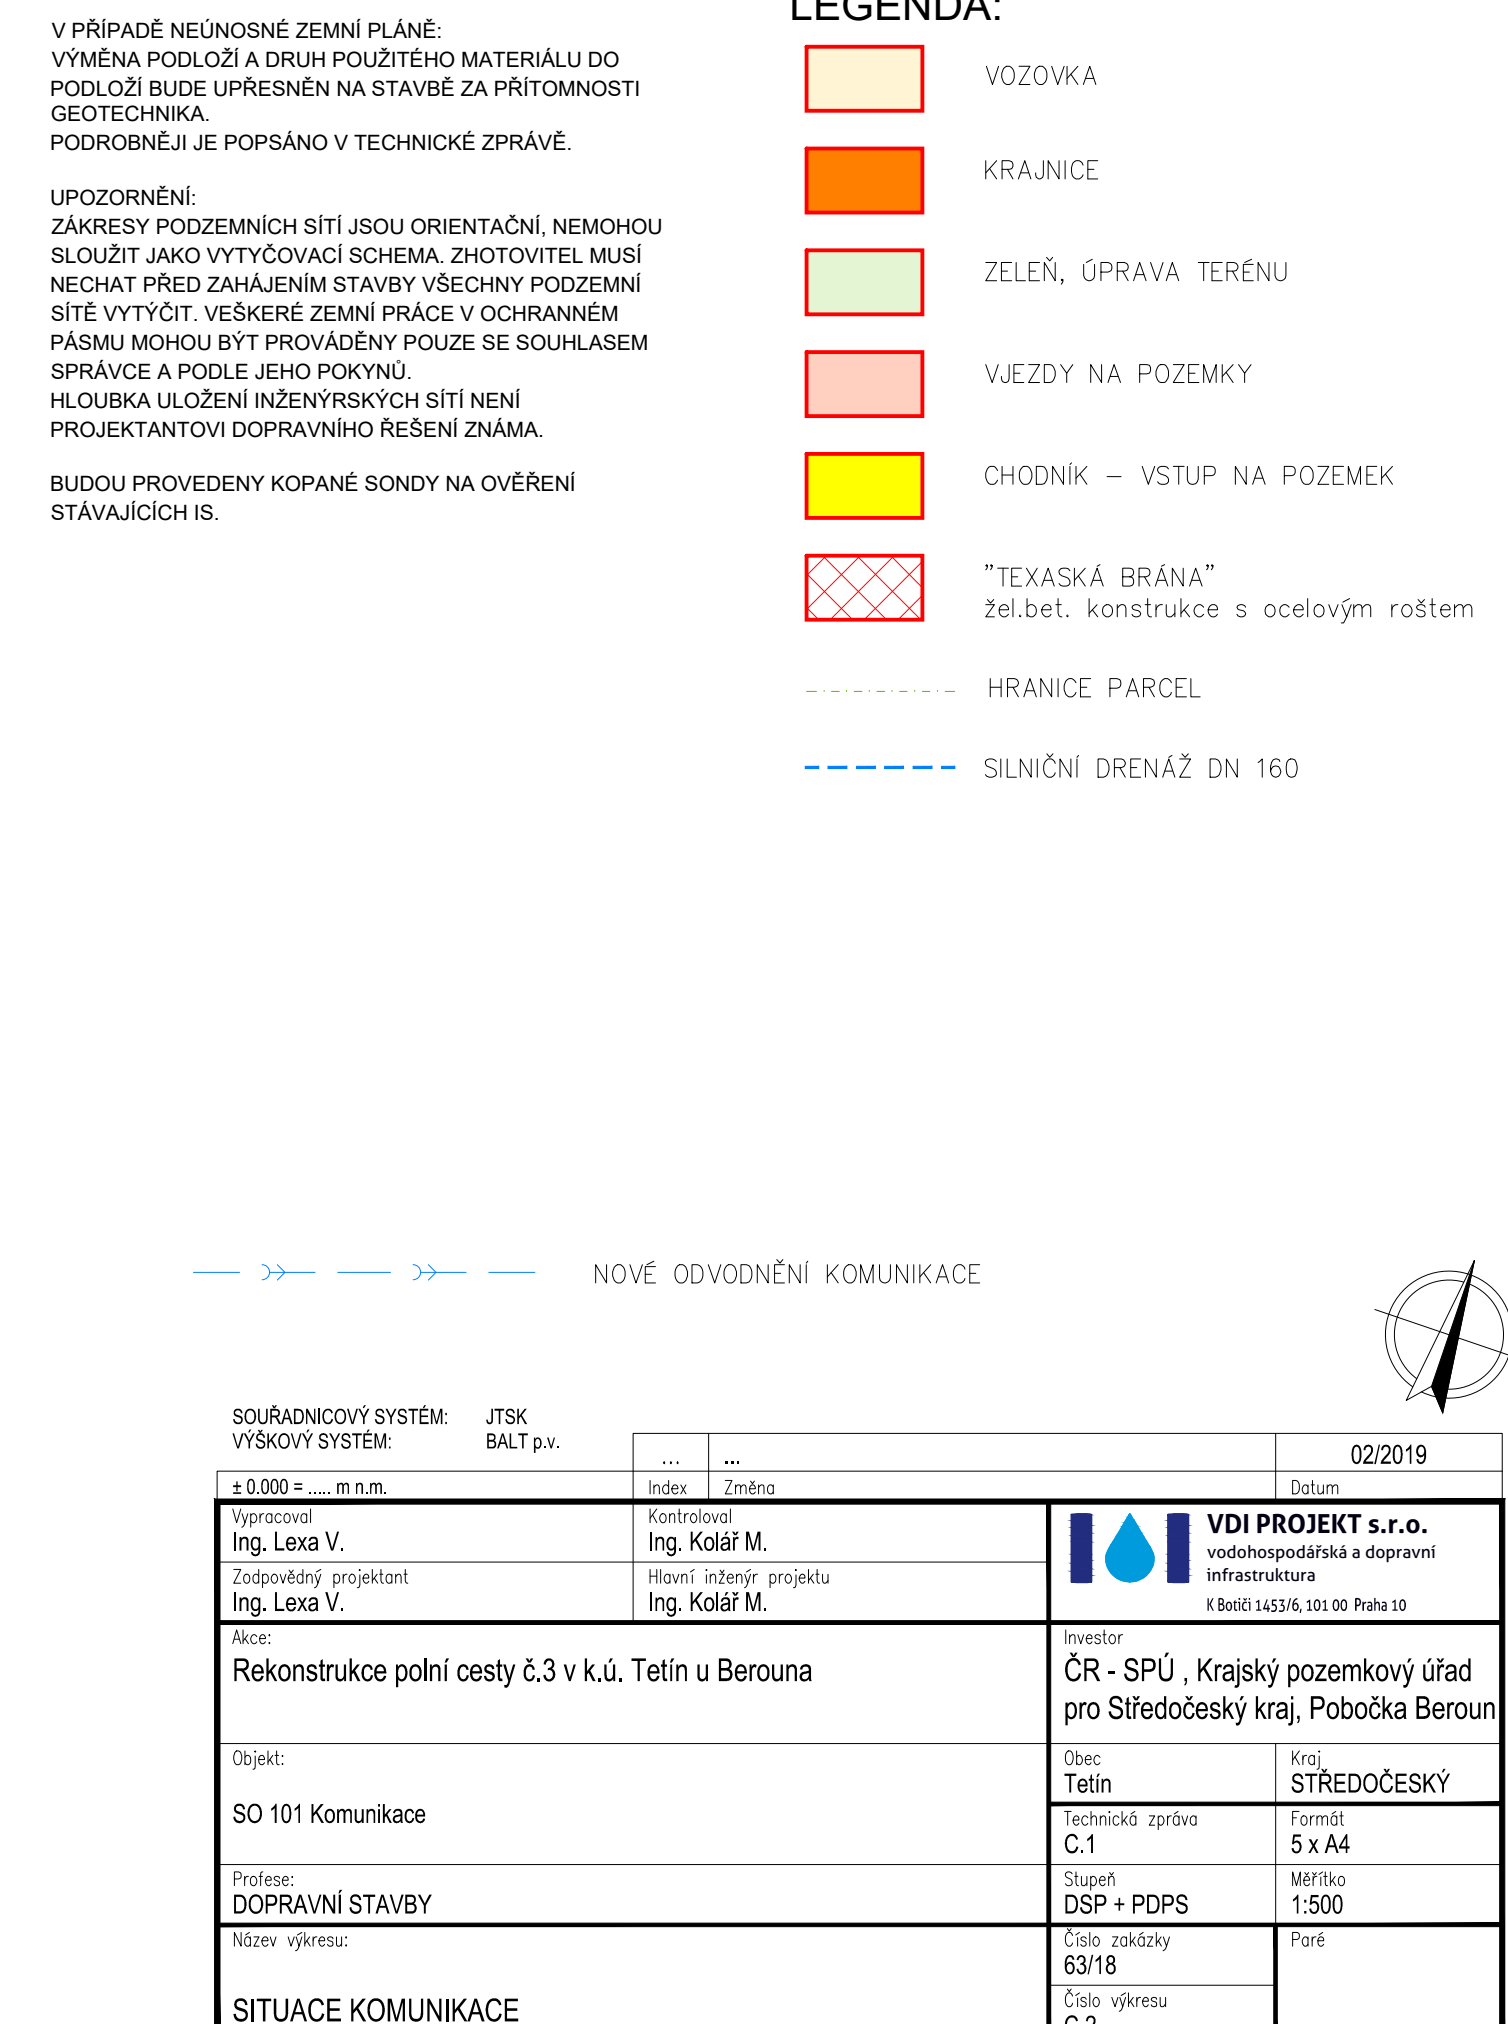 V PŘÍPADĚ NEÚNOSNÉ ZEMNÍ PLÁNĚ:
VÝMĚNA PODLOŽÍ A DRUH POUŽITÉHO MATERIÁLU DO
PODLOŽÍ BUDE UPŘESNĚN NA STAVBĚ ZA PŘÍTOMNOSTI
GEOTECHNIKA.
PODROBNĚJI JE POPSÁNO V TECHNICKÉ ZPRÁVĚ.
UPOZORNĚNÍ:
ZÁKRESY PODZEMNÍCH SÍTÍ JSOU ORIENTAČNÍ, NEMOHOU
SLOUŽIT JAKO VYTYČOVACÍ SCHEMA. ZHOTOVITEL MUSÍ
NECHAT PŘED ZAHÁJENÍM STAVBY VŠECHNY PODZEMNÍ
SÍTĚ VYTÝČIT. VEŠKERÉ ZEMNÍ PRÁCE V OCHRANNÉM
PÁSMU MOHOU BÝT PROVÁDĚNY POUZE SE SOUHLASEM
SPRÁVCE A PODLE JEHO POKYNŮ.
HLOUBKA ULOŽENÍ INŽENÝRSKÝCH SÍTÍ NENÍ
PROJEKTANTOVI DOPRAVNÍHO ŘEŠENÍ ZNÁMA.
BUDOU PROVEDENY KOPANÉ SONDY NA OVĚŘENÍ
STÁVAJÍCÍCH IS.
LEGENDA:
VOZOVKA
KRAJNICE
ZELEŇ, ÚPRAVA TERÉNU
VJEZDY NA POZEMKY
CHODNÍK – VSTUP NA POZEMEK
"TEXASKÁ BRÁNA"
žel.bet. konstrukce s ocelovým roštem
HRANICE PARCEL
SILNIČNÍ DRENÁŽ DN 160
NOVÉ ODVODNĚNÍ KOMUNIKACE
SOUŘADNICOVÝ SYSTÉM: JTSK
VÝŠKOVÝ SYSTÉM: BALT p.v.
... ... 02/2019
± 0.000 = ..... m n.m. Index Změna Datum
Vypracoval
Ing. Lexa V.
Kontroloval
Ing. Kolář M.
Zodpovědný projektant
Ing. Lexa V.
Hlavní inženýr projektu
Ing. Kolář M.
VDI PROJEKT s.r.o.
vodohospodářská a dopravní
infrastruktura
K Botiči 1453/6, 101 00 Praha 10
Akce:
Rekonstrukce polní cesty č.3 v k.ú. Tetín u Berouna
Investor
ČR - SPÚ , Krajský pozemkový úřad
pro Středočeský kraj, Pobočka Beroun
Objekt:
SO 101 Komunikace
Obec
Tetín
Kraj
STŘEDOČESKÝ
Technická zpráva
C.1
Formát
5 x A4
Profese:
DOPRAVNÍ STAVBY
Stupeň
DSP + PDPS
Měřítko
1:500
Název výkresu:
SITUACE KOMUNIKACE
Číslo zakázky
63/18
Paré
Číslo výkresu